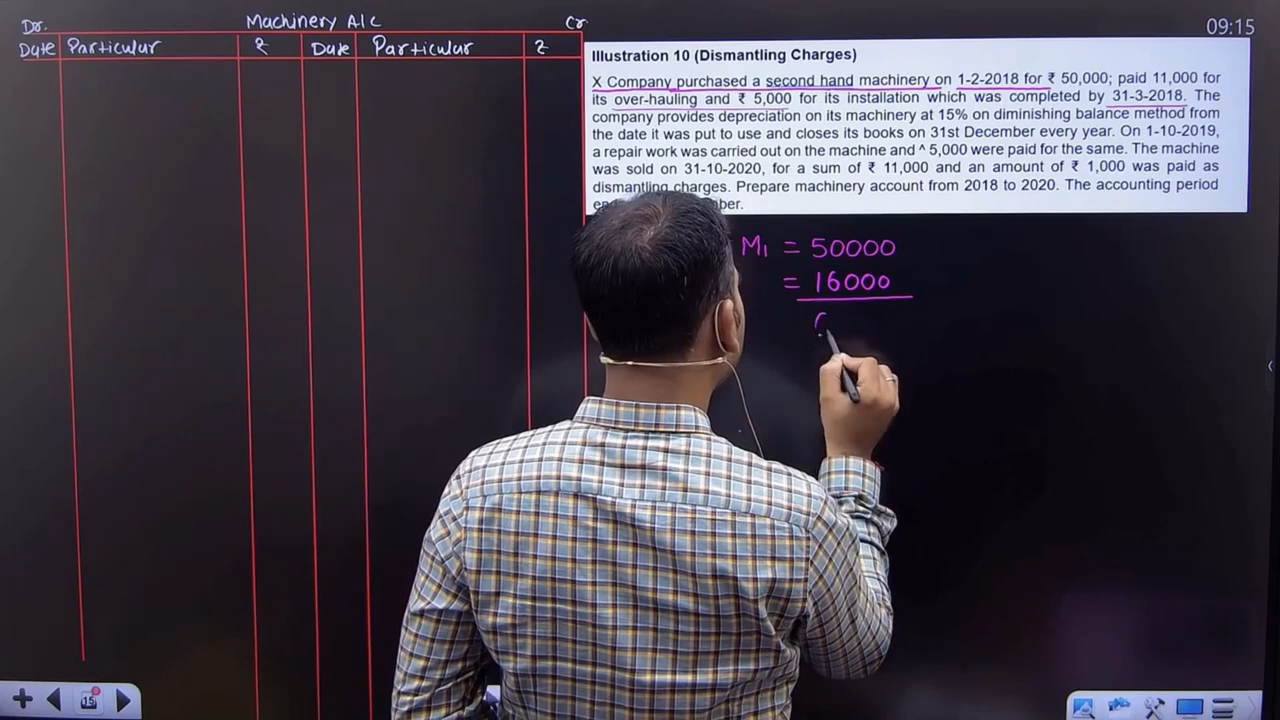 09:15
Dr. Machinery A/c Cr.
Date Particular ₹ Date Particular ₹
Illustration 10 (Dismantling Charges)
X Company purchased a second hand machinery on 1-2-2018 for ₹ 50,000; paid 11,000 for
its over-hauling and ₹ 5,000 for its installation which was completed by 31-3-2018. The
company provides depreciation on its machinery at 15% on diminishing balance method from
the date it was put to use and closes its books on 31st December every year. On 1-10-2019,
a repair work was carried out on the machine and ^ 5,000 were paid for the same. The machine
was sold on 31-10-2020, for a sum of ₹ 11,000 and an amount of ₹ 1,000 was paid as
dismantling charges. Prepare machinery account from 2018 to 2020. The accounting period
M1 = 50000
= 16000
15